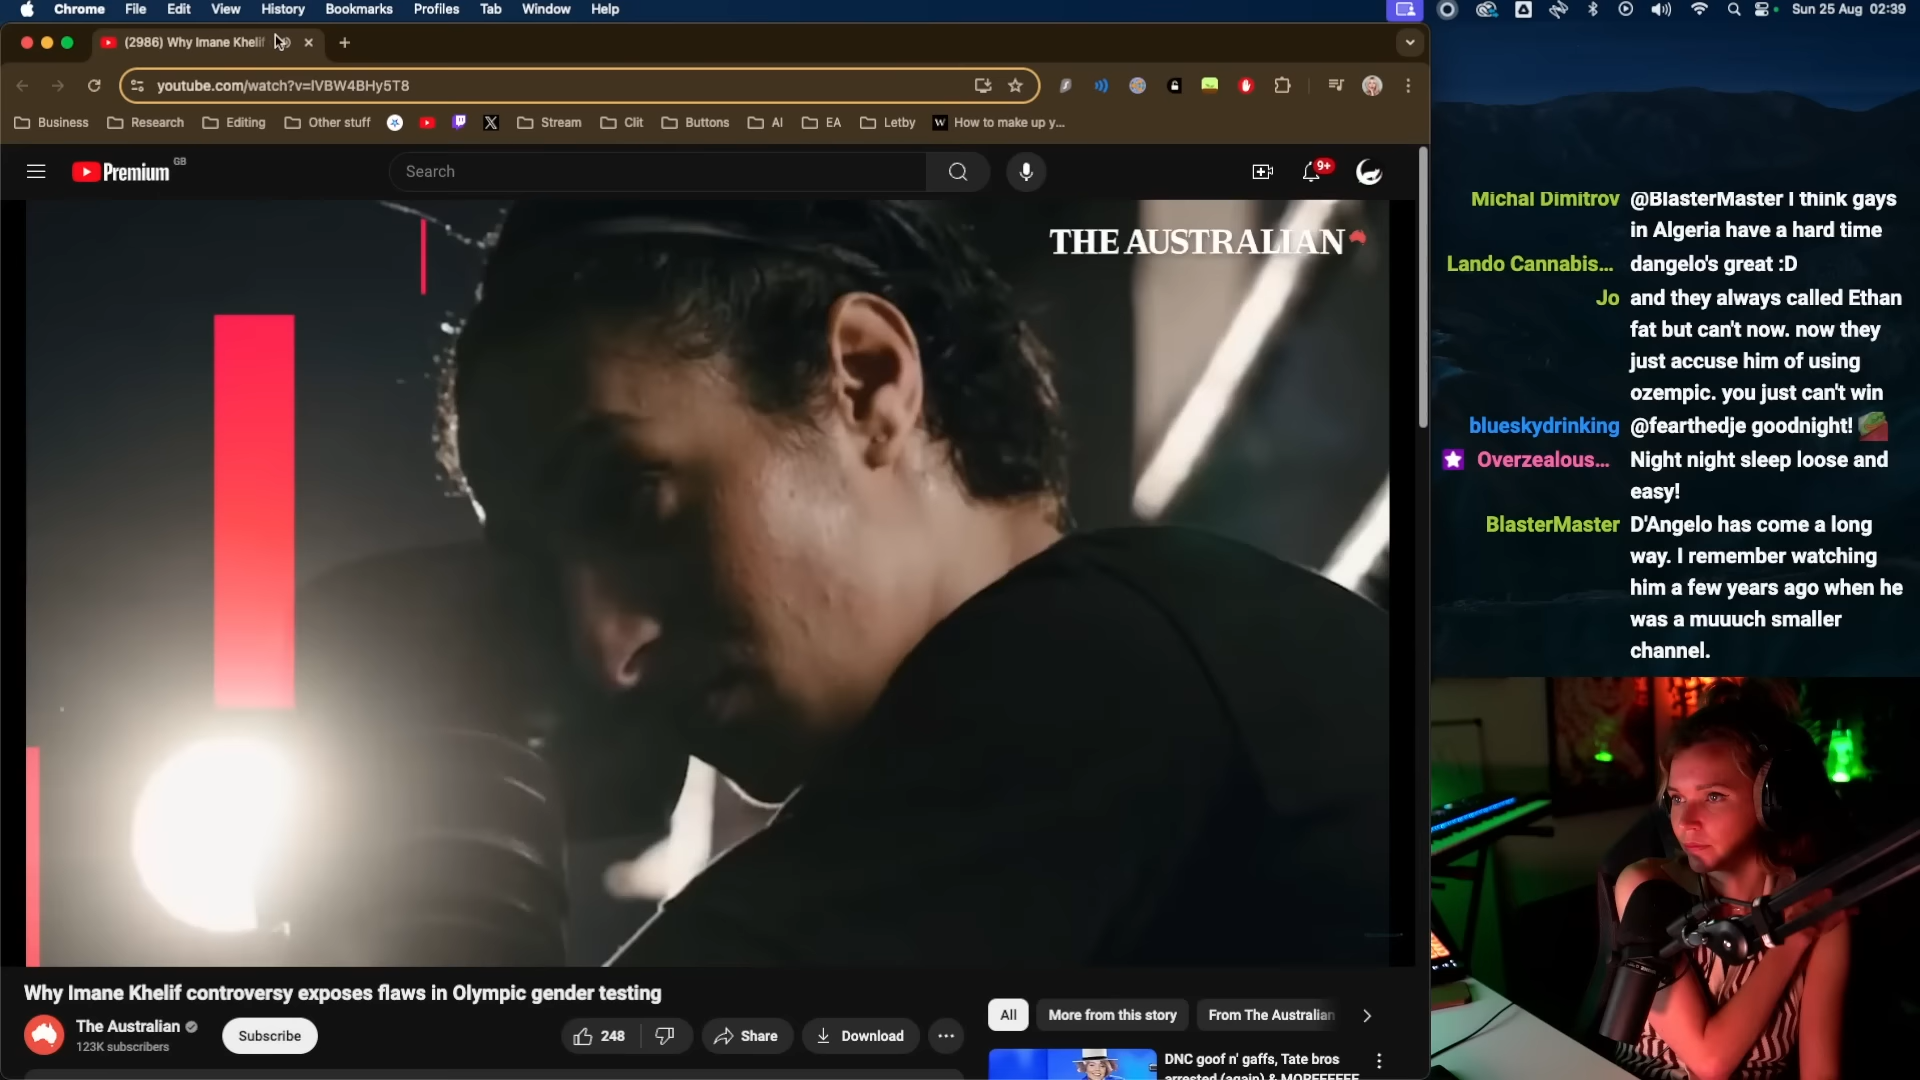 Chrome File Edit View History Bookmarks Profiles Tab Window Help
Sun 25 Aug 02:39
(2986) Why Imane Khelif
youtube.com/watch?v=lVBW4BHy5T8
Business Research Editing Other stuff Stream Clit Buttons AI EA Letby W How to make up y...
Premium GB
Search
9+
THE AUSTRALIAN
Michal Dimitrov @BlasterMaster I think gays
in Algeria have a hard time
Lando Cannabis... dangelo's great :D
Jo and they always called Ethan
fat but can't now. now they
just accuse him of using
ozempic. you just can't win
blueskydrinking @fearthedje goodnight!
Overzealous... Night night sleep loose and
easy!
BlasterMaster D'Angelo has come a long
way. I remember watching
him a few years ago when he
was a muuuch smaller
channel.
Why Imane Khelif controversy exposes flaws in Olympic gender testing
The Australian
123K subscribers
Subscribe
248
Share
Download
All
More from this story
From The Australian
DNC goof n' gaffs, Tate bros
arrested (again) & MOREEEEEE